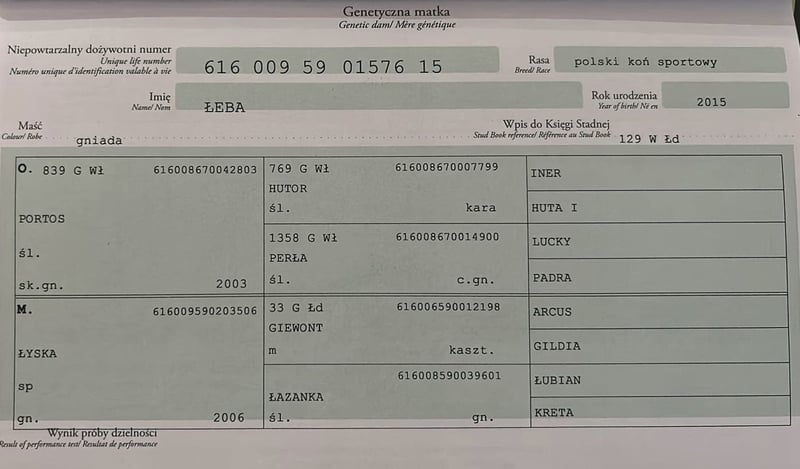 Genetyczna matka
Genetic dam/ Mère génétique
Niepowtarzalny dożywotni numer
Unique life number
Numéro unique d'identification valable à vie
616 009 59 01576 15
Rasa
Breed/ Race
polski koń sportowy
Imię
Name/ Nom
ŁEBA
Rok urodzenia
Year of birth/ Né en
2015
Maść
Colour/ Robe
gniada
Wpis do Księgi Stadnej
Stud Book reference/ Référence au Stud Book
129 W Łd
O. 839 G Wł 616008670042803
PORTOS
śl.
sk.gn. 2003
769 G Wł 616008670007799
HUTOR
śl. kara
1358 G Wł 616008670014900
PERŁA
śl. c.gn.
INER
HUTA I
LUCKY
PADRA
M. 616009590203506
ŁYSKA
sp
gn. 2006
33 G Łd 616006590012198
GIEWONT
m kaszt.
616008590039601
ŁAZANKA
śl. gn.
ARCUS
GILDIA
ŁUBIAN
KRETA
Wynik próby dzielności
Result of performance test/ Resultat de performance